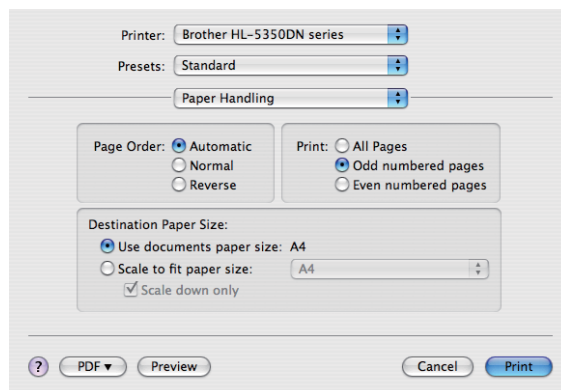 Printer: Brother HL-5350DN series
Presets: Standard
Paper Handling
Page Order: Automatic
Normal
Reverse
Print: All Pages
Odd numbered pages
Even numbered pages
Destination Paper Size:
Use documents paper size: A4
Scale to fit paper size: A4
Scale down only
? PDF▼ Preview Cancel Print